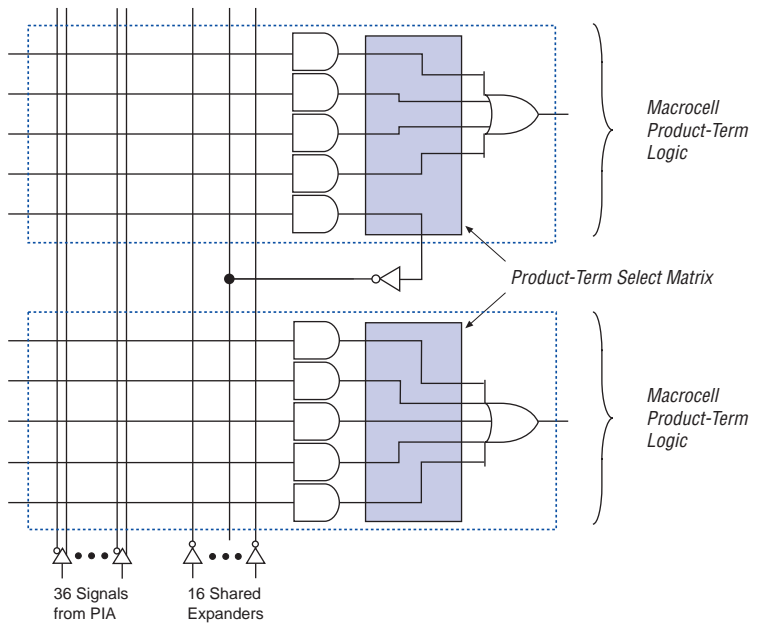 Macrocell
Product-Term
Logic
Product-Term Select Matrix
Macrocell
Product-Term
Logic
36 Signals
from PIA
16 Shared
Expanders